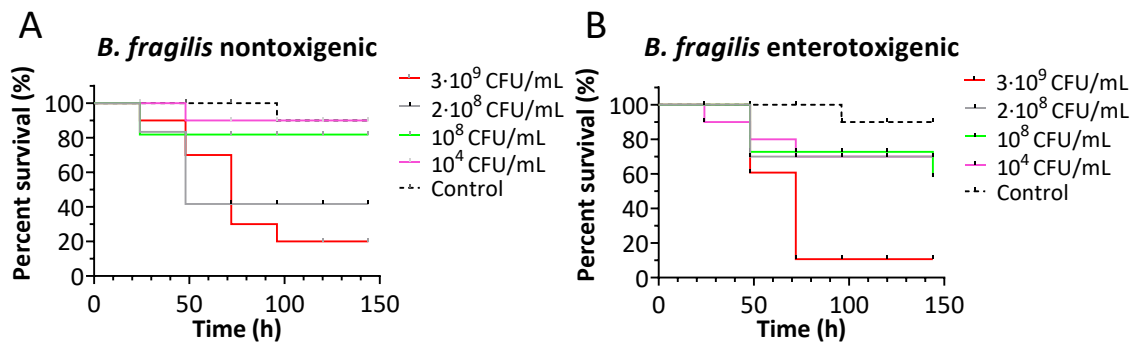 A
B. fragilis nontoxigenic
Percent survival (%)
100
80
60
40
20
0
0 50 100 150
Time (h)
3·10⁹ CFU/mL
2·10⁸ CFU/mL
10⁸ CFU/mL
10⁴ CFU/mL
Control
B
B. fragilis enterotoxigenic
Percent survival (%)
100
80
60
40
20
0
0 50 100 150
Time (h)
3·10⁹ CFU/mL
2·10⁸ CFU/mL
10⁸ CFU/mL
10⁴ CFU/mL
Control